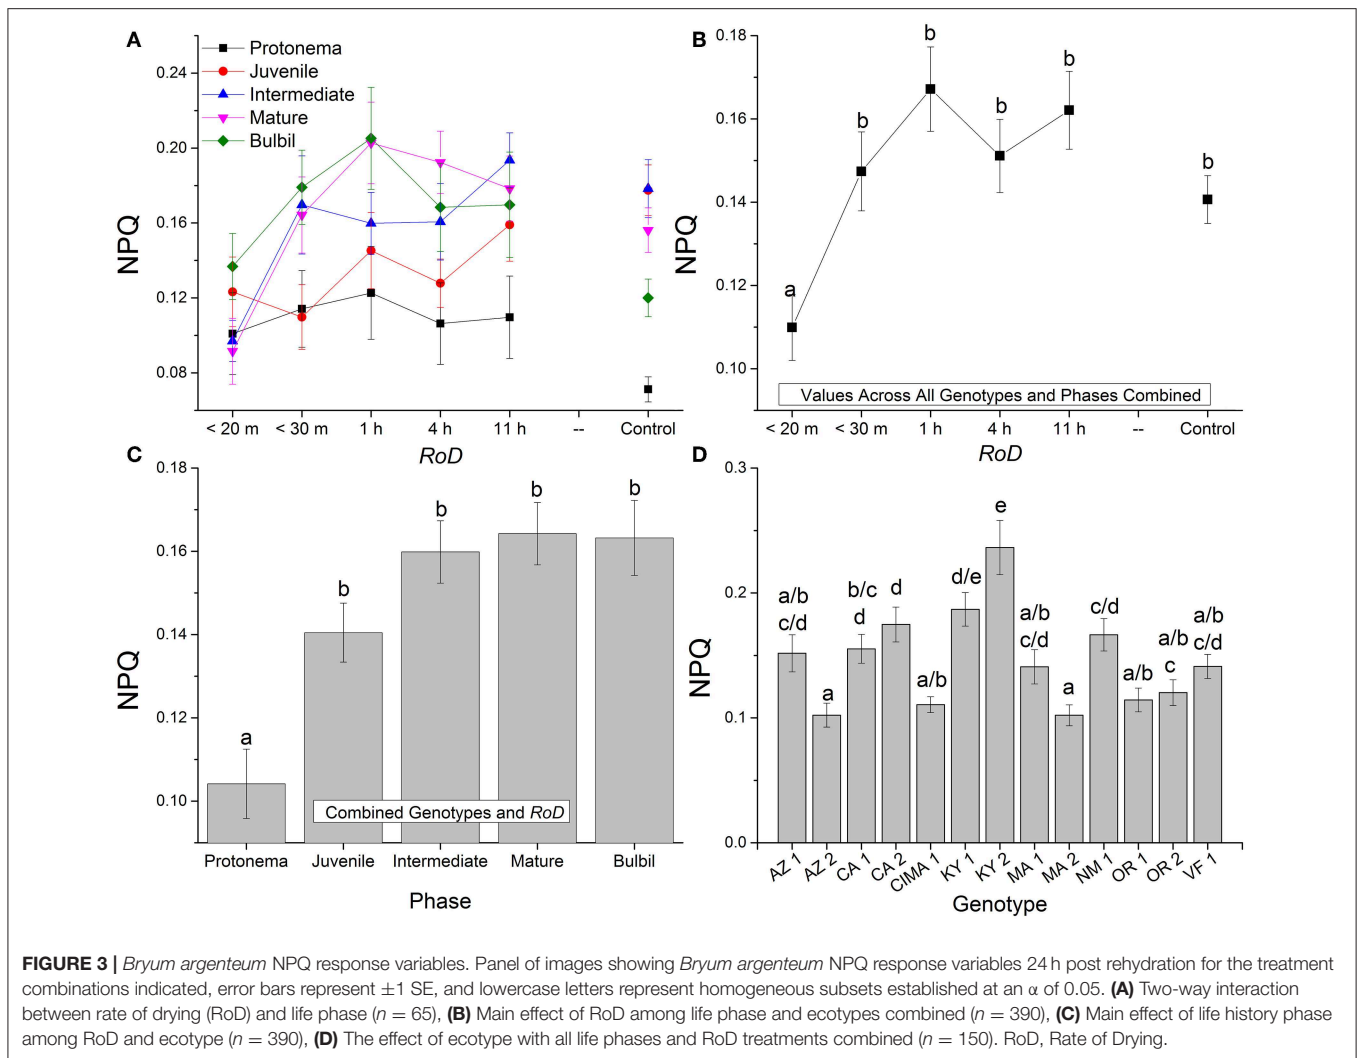 A
Protonema
Juvenile
Intermediate
Mature
Bulbil
0.24
0.20
0.16
0.12
0.08
NPQ
< 20 m < 30 m 1 h 4 h 11 h -- Control
RoD
B
0.18
0.16
0.14
0.12
0.10
NPQ
a b b b b b
Values Across All Genotypes and Phases Combined
< 20 m < 30 m 1 h 4 h 11 h -- Control
RoD
C
0.18
0.16
0.14
0.12
0.10
NPQ
a b b b b
Combined Genotypes and RoD
Protonema Juvenile Intermediate Mature Bulbil
Phase
D
0.3
0.2
0.1
0.0
NPQ
a/b
c/d
a
b/c
d
d
a/b
d/e
e
a/b
c/d
a
c/d
a/b
a/b
c
a/b
c/d
AZ 1 AZ 2 CA 1 CA 2 CIMA 1 KY 1 KY 2 MA 1 MA 2 NM 1 OR 1 OR 2 VF 1
Genotype
FIGURE 3 | Bryum argenteum NPQ response variables. Panel of images showing Bryum argenteum NPQ response variables 24 h post rehydration for the treatment
combinations indicated, error bars represent ±1 SE, and lowercase letters represent homogeneous subsets established at an α of 0.05. (A) Two-way interaction
between rate of drying (RoD) and life phase (n = 65), (B) Main effect of RoD among life phase and ecotypes combined (n = 390), (C) Main effect of life history phase
among RoD and ecotype (n = 390), (D) The effect of ecotype with all life phases and RoD treatments combined (n = 150). RoD, Rate of Drying.